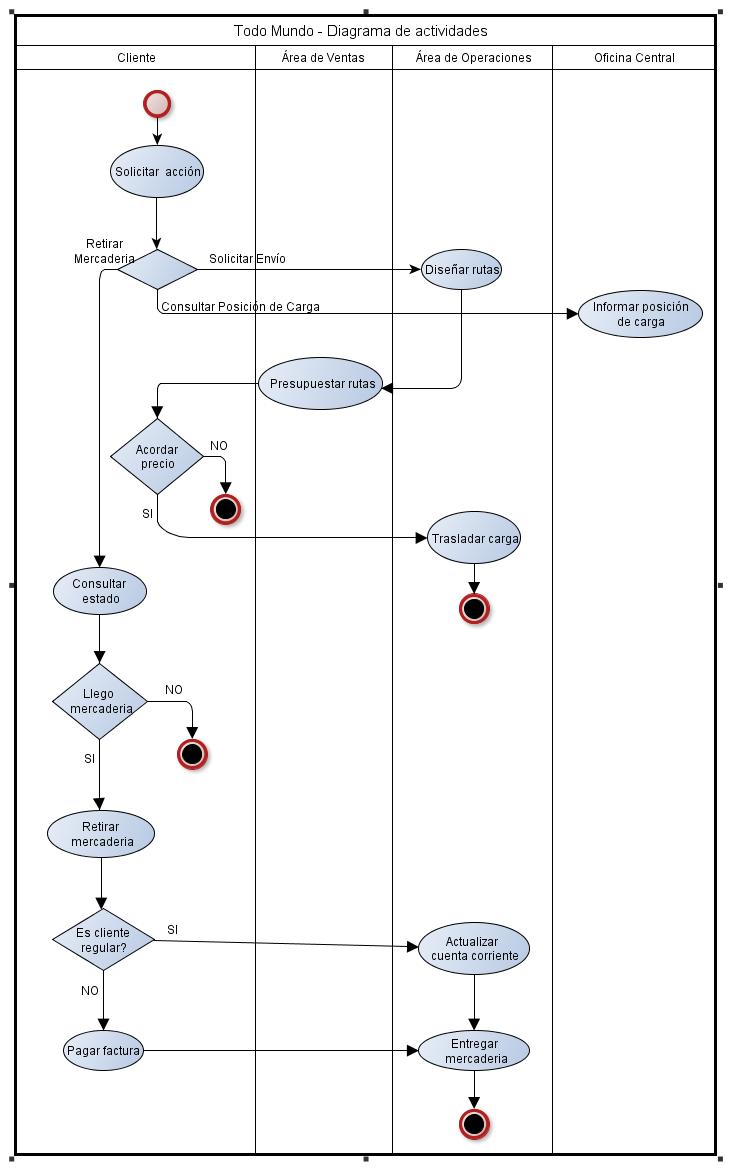 Todo Mundo - Diagrama de actividades
Cliente
Área de Ventas
Área de Operaciones
Oficina Central
Solicitar acción
Retirar
Mercaderia
Solicitar Envío
Diseñar rutas
Consultar Posición de Carga
Informar posición
de carga
Presupuestar rutas
Acordar
precio
NO
SI
Trasladar carga
Consultar
estado
Llego
mercaderia
NO
SI
Retirar
mercaderia
Es cliente
regular?
SI
Actualizar
cuenta corriente
NO
Pagar factura
Entregar
mercaderia